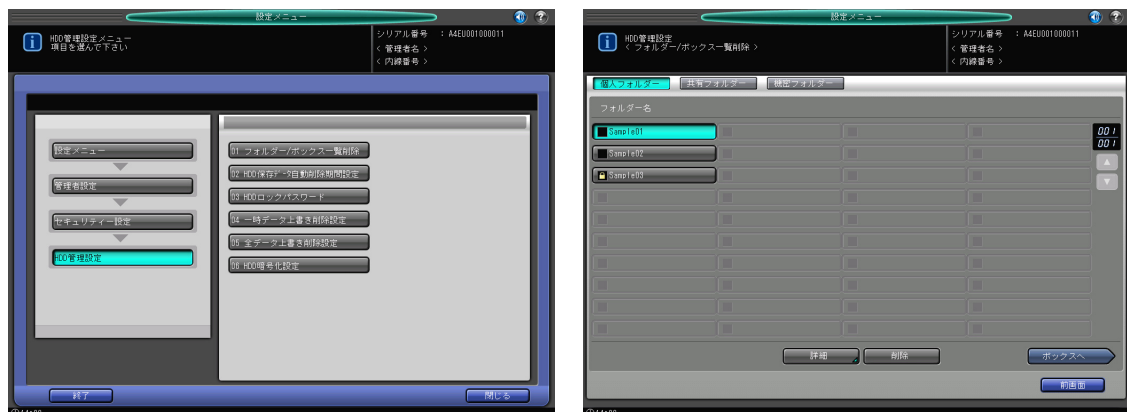 設定メニュー
HDD管理設定メニュー
項目を選んで下さい
シリアル番号 : A4EU001000011
< 管理者名 >
< 内線番号 >
設定メニュー
管理者設定
セキュリティー設定
HDD管理設定
01 フォルダー/ボックス一覧削除
02 HDD保存データ自動削除期間設定
03 HDDロックパスワード
04 一時データ上書き削除設定
05 全データ上書き削除設定
06 HDD暗号化設定
終了
閉じる
設定メニュー
HDD管理設定
< フォルダー/ボックス一覧削除 >
シリアル番号 : A4EU001000011
< 管理者名 >
< 内線番号 >
個人フォルダー
共有フォルダー
機密フォルダー
フォルダー名
Sample01
Sample02
Sample03
001
001
詳細
削除
ボックスへ
前画面